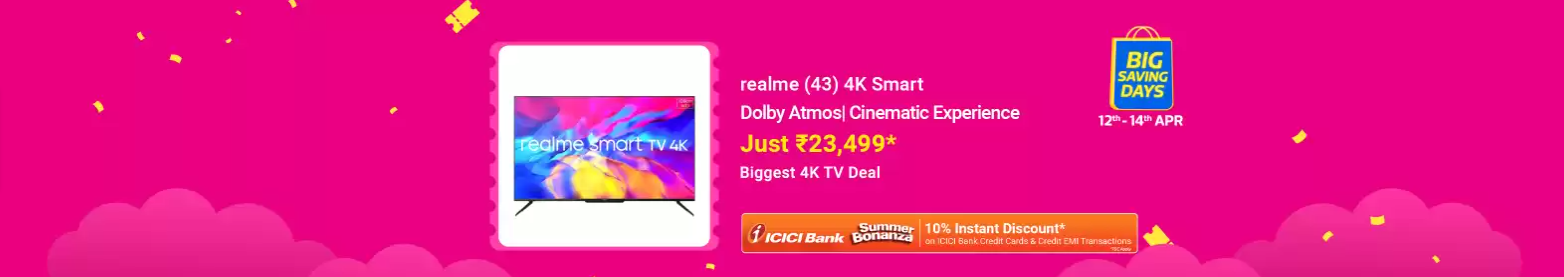 realme (43) 4K Smart
Dolby Atmos| Cinematic Experience
Just ₹23,499*
Biggest 4K TV Deal
realme smart TV 4K
ICICI Bank
Summer
Bonanza
10% Instant Discount*
on ICICI Bank Credit Cards & Credit EMI Transactions
BIG
SAVING
DAYS
12th - 14th APR